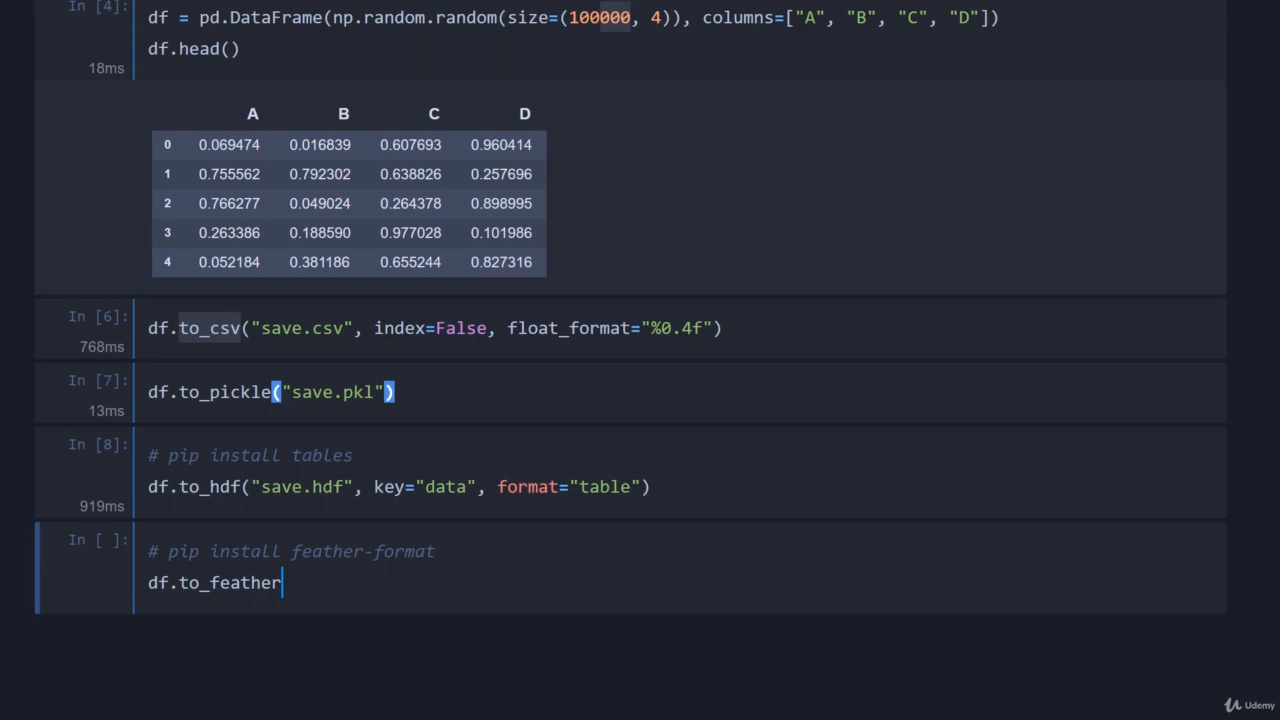 In [4]:
df = pd.DataFrame(np.random.random(size=(100000, 4)), columns=["A", "B", "C", "D"])
df.head()
18ms
A B C D
0 0.069474 0.016839 0.607693 0.960414
1 0.755562 0.792302 0.638826 0.257696
2 0.766277 0.049024 0.264378 0.898995
3 0.263386 0.188590 0.977028 0.101986
4 0.052184 0.381186 0.655244 0.827316
In [6]:
df.to_csv("save.csv", index=False, float_format="%0.4f")
768ms
In [7]:
df.to_pickle("save.pkl")
13ms
In [8]:
# pip install tables
df.to_hdf("save.hdf", key="data", format="table")
919ms
In [ ]:
# pip install feather-format
df.to_feather
Udemy